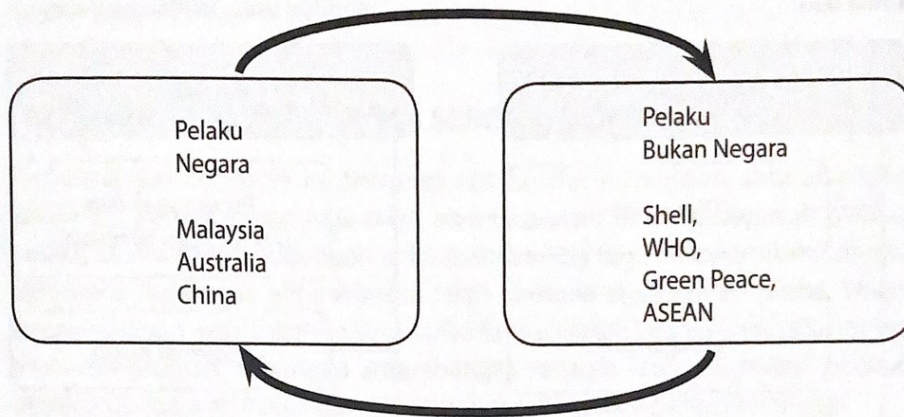 Pelaku
Negara
Malaysia
Australia
China
Pelaku
Bukan Negara
Shell,
WHO,
Green Peace,
ASEAN